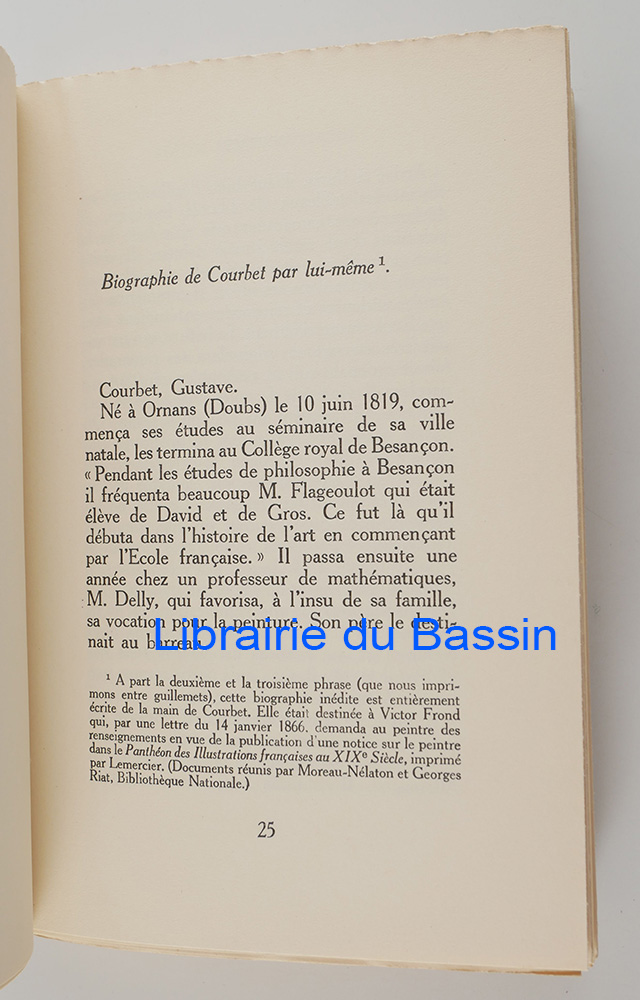 Biographie de Courbet par lui-même ¹.
Courbet, Gustave.
Né à Ornans (Doubs) le 10 juin 1819, com-
mença ses études au séminaire de sa ville
natale, les termina au Collège royal de Besançon.
« Pendant les études de philosophie à Besançon
il fréquenta beaucoup M. Flageoulot qui était
élève de David et de Gros. Ce fut là qu'il
débuta dans l'histoire de l'art en commençant
par l'Ecole française. » Il passa ensuite une
année chez un professeur de mathématiques,
M. Delly, qui favorisa, à l'insu de sa famille,
sa vocation pour la peinture. Son père le desti-
nait au barreau
Librairie du Bassin
¹ A part la deuxième et la troisième phrase (que nous impri-
mons entre guillemets), cette biographie inédite est entièrement
écrite de la main de Courbet. Elle était destinée à Victor Frond
qui, par une lettre du 14 janvier 1866, demanda au peintre des
renseignements en vue de la publication d'une notice sur le peintre
dans le Panthéon des Illustrations françaises au XIXe Siècle, imprimé
par Lemercier. (Documents réunis par Moreau-Nélaton et Georges
Riat, Bibliothèque Nationale.)
25